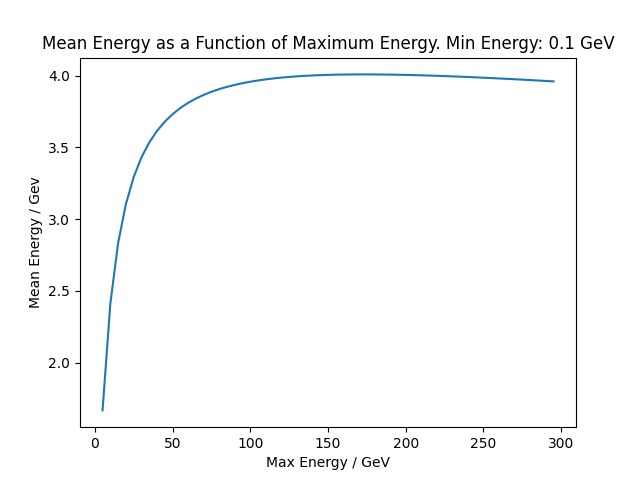 Mean Energy as a Function of Maximum Energy. Min Energy: 0.1 GeV
4.0
3.5
3.0
2.5
2.0
Mean Energy / Gev
0 50 100 150 200 250 300
Max Energy / GeV